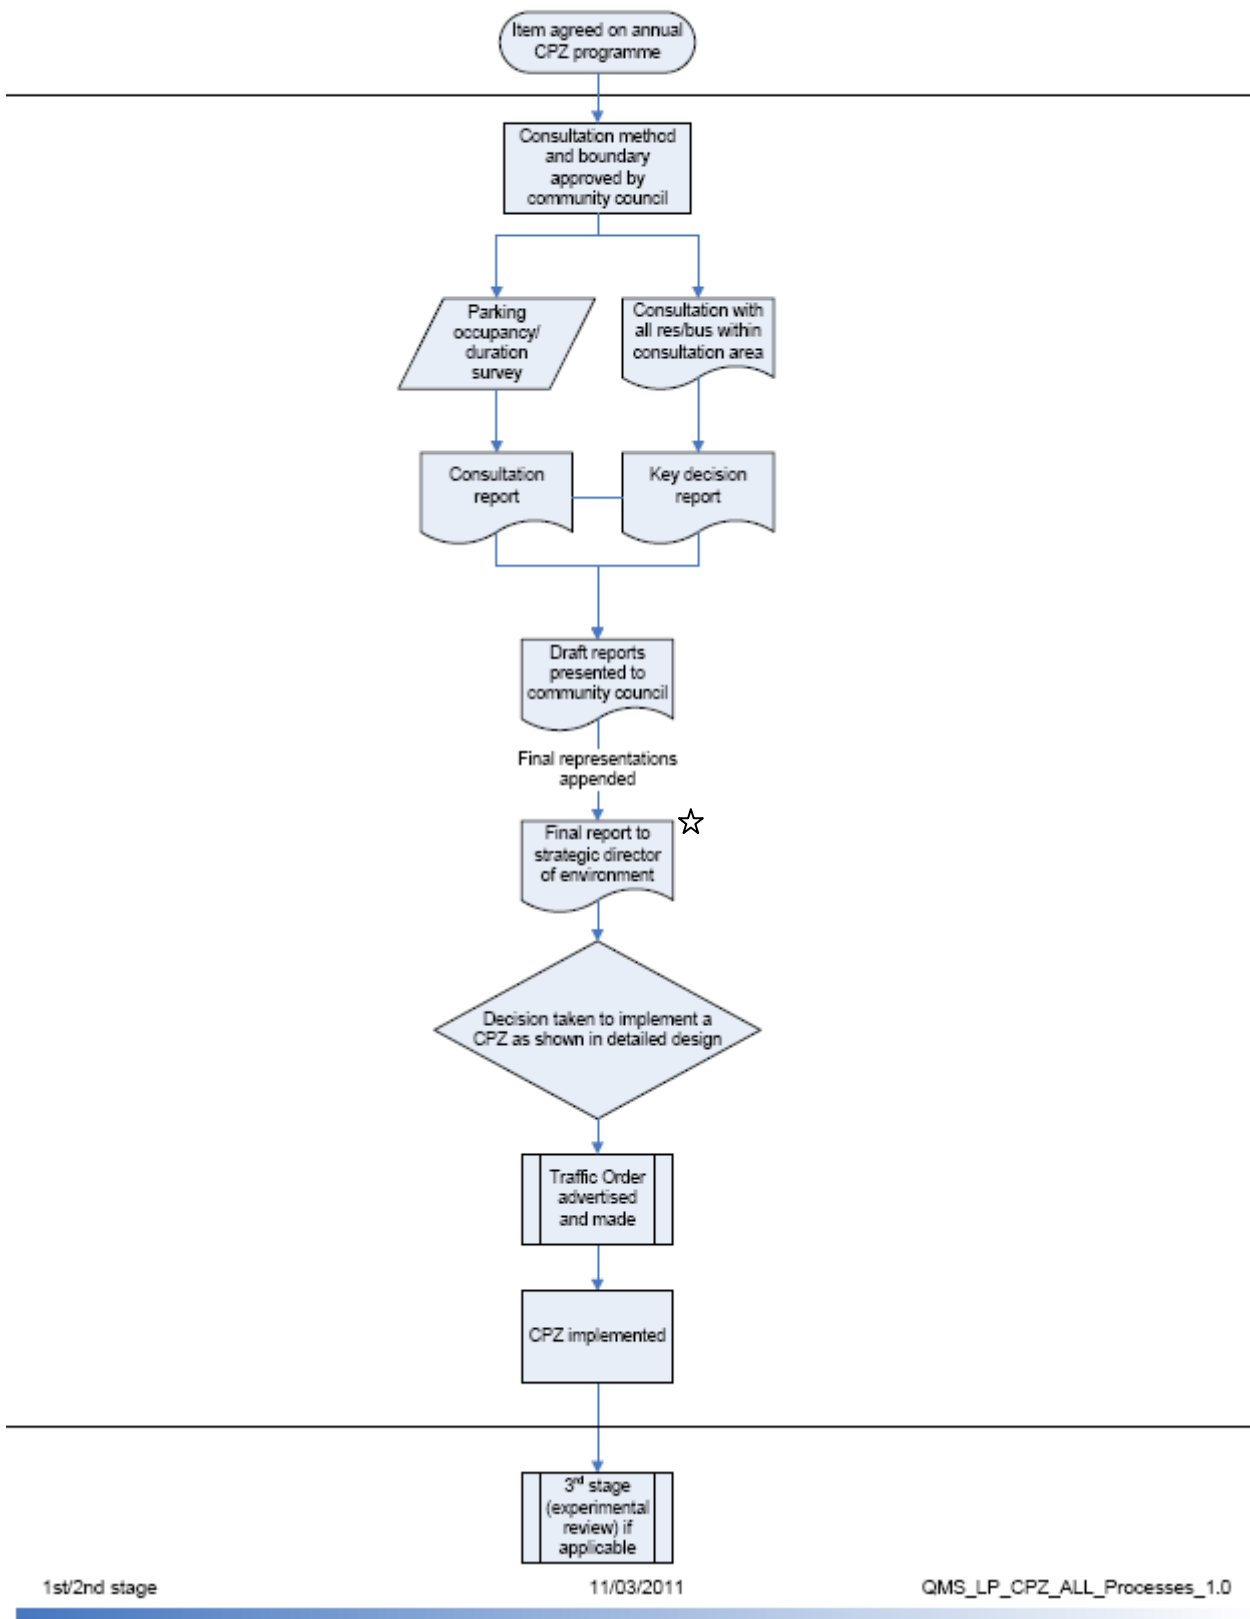 Item agreed on annual
CPZ programme
Consultation method
and boundary
approved by
community council
Parking
occupancy/
duration
survey
Consultation with
all res/bus within
consultation area
Consultation
report
Key decision
report
Draft reports
presented to
community council
Final representations
appended
Final report to
strategic director
of environment
Decision taken to implement a
CPZ as shown in detailed design
Traffic Order
advertised
and made
CPZ implemented
3rd stage
(experimental
review) if
applicable
1st/2nd stage
11/03/2011
QMS_LP_CPZ_ALL_Processes_1.0